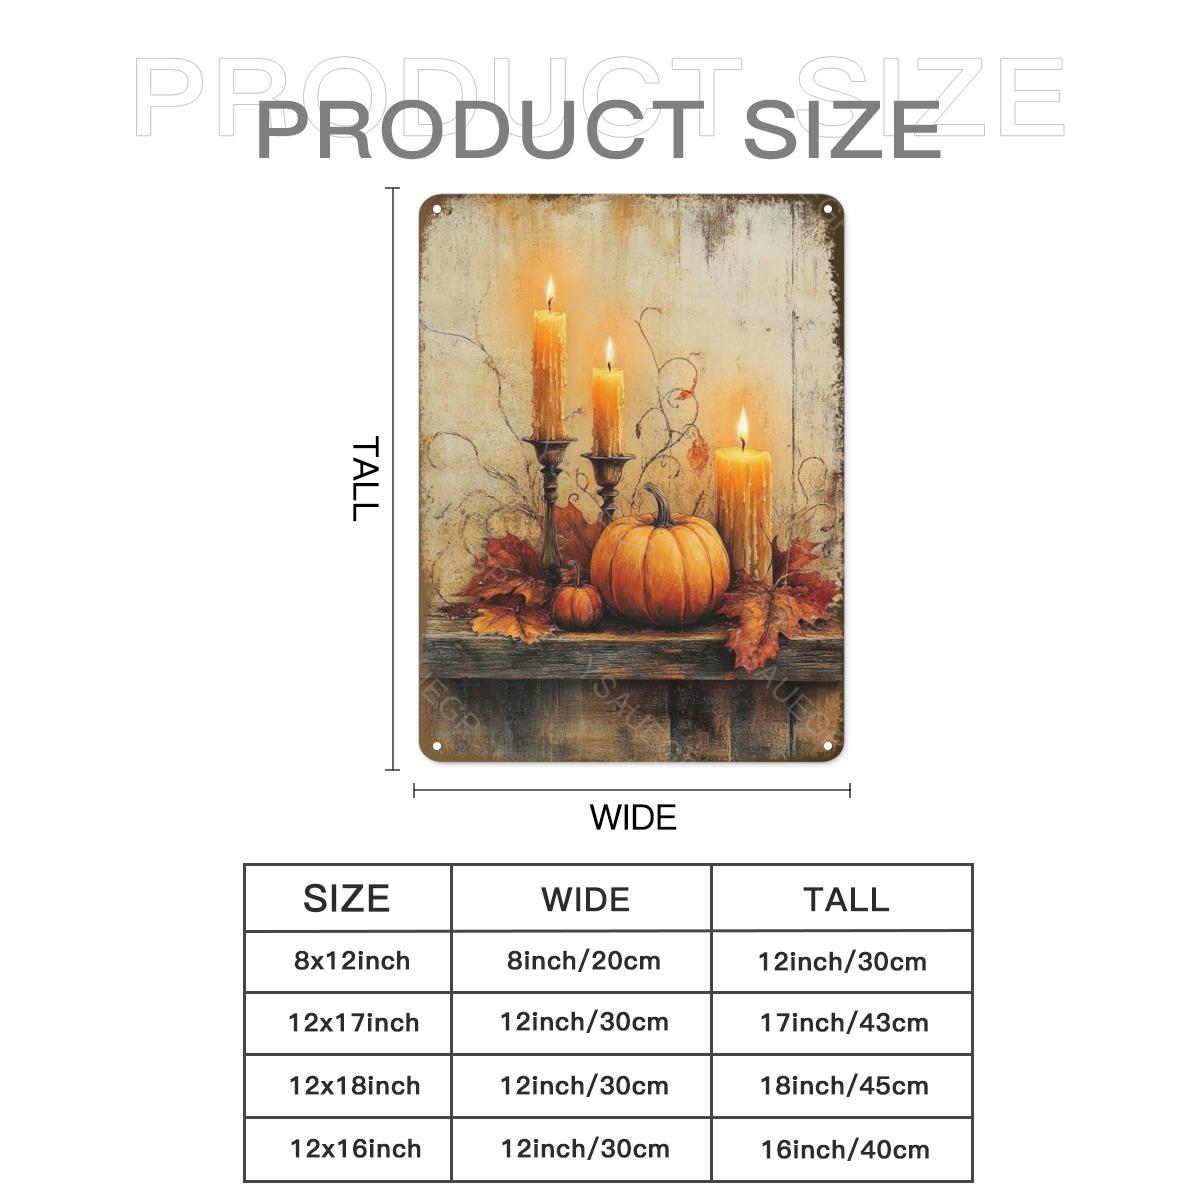 PRODUCT SIZE
PRODUCT SIZE
TALL
WIDE
SIZE WIDE TALL
8x12inch 8inch/20cm 12inch/30cm
12x17inch 12inch/30cm 17inch/43cm
12x18inch 12inch/30cm 18inch/45cm
12x16inch 12inch/30cm 16inch/40cm